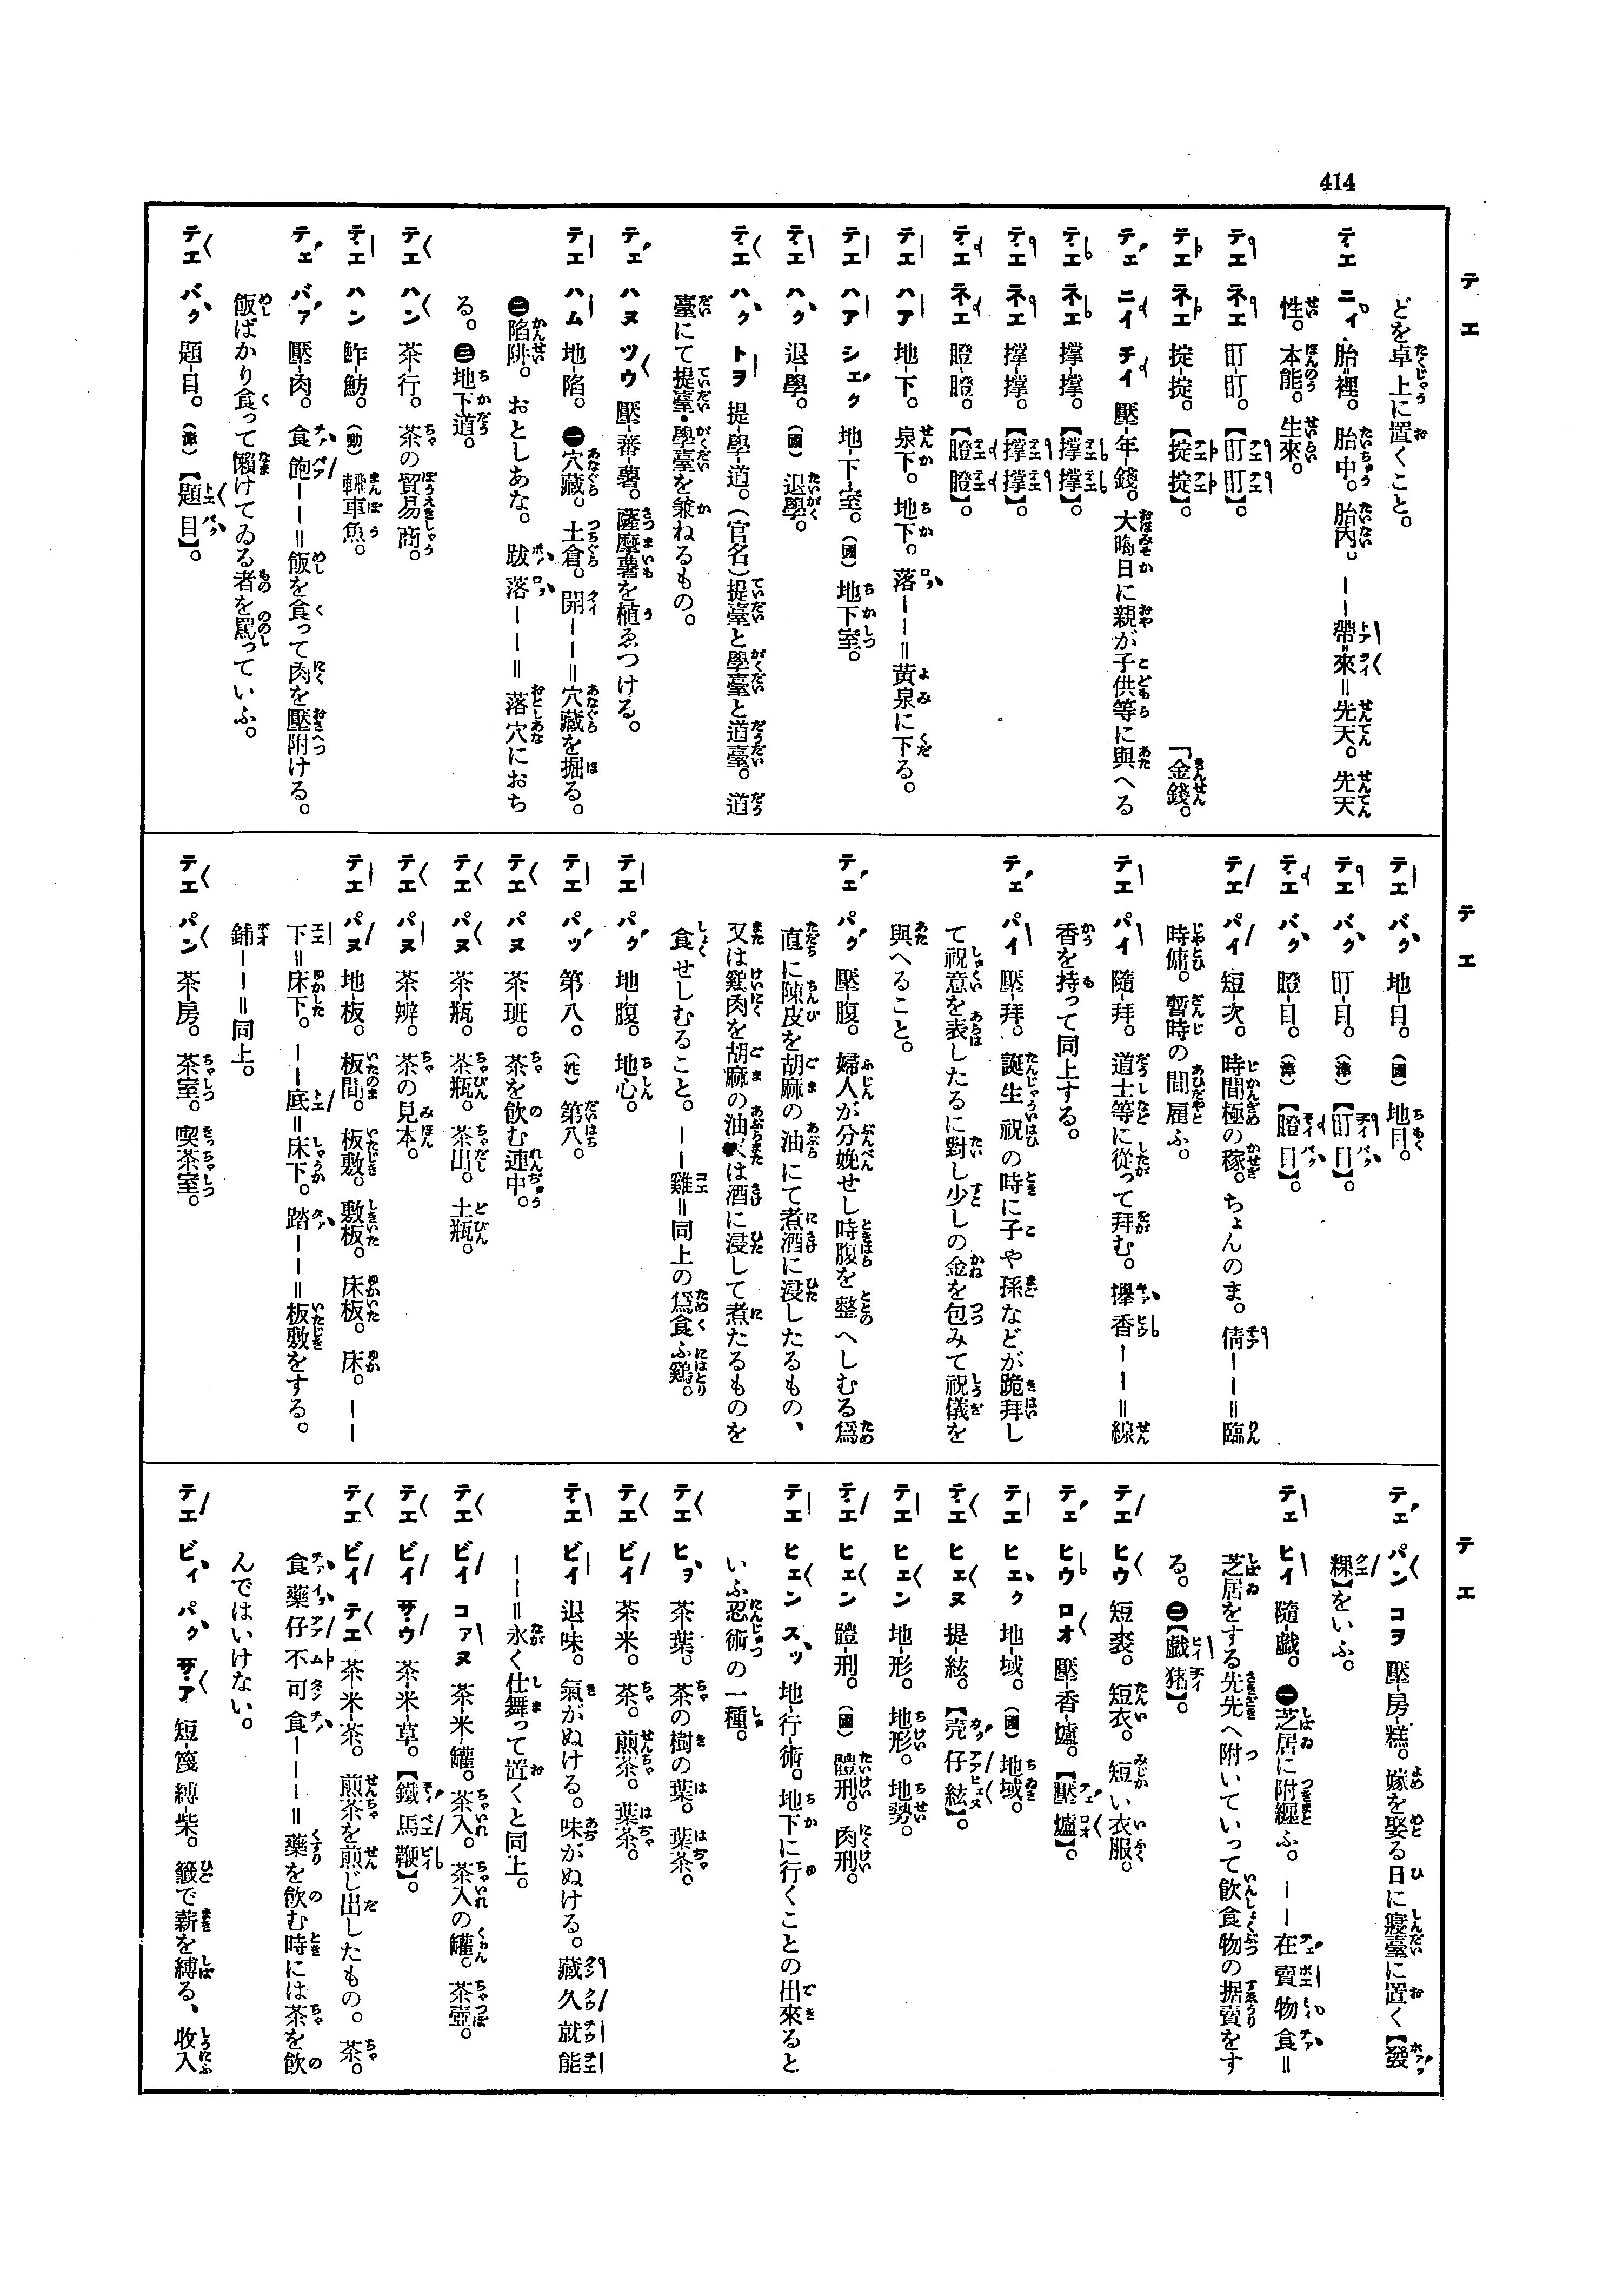 414
テエ
どを卓上に置くこと。
テエ ニイ 胎裡。胎中。胎內。――帶來＝先天。先天
性。本能。生來。
テエ ネエ 盯-盯。【盯盯】。
テエ ネエ 掟-掟。【掟掟】。「金錢。
テエ ニイ チイ 壓-年-錢。大晦日に親が子供等に與へる
テエ ネエ 撑-撑。【撑撑】。
テエ ネエ 撑-撑。【撑撑】。
テエ ネエ 瞪-瞪。【瞪瞪】。
テエ ハア 地-下。泉下。地下。落――＝黃泉に下る。
テエ ハア シェク 地-下-室。(國)地下室。
テエ ハク 退-學。(國)退學。
テエ ハク トヲ 提-學-道。(官名)提臺と學臺と道臺。道
臺にて提臺・學臺を兼ねるもの。
テエ ハヌ ツウ 壓-蕃-薯。薩摩薯を植ゑつける。
テエ ハム 地-陷。㊀穴藏。土倉。開――＝穴藏を掘る。
㊁陷阱。おとしあな。跋落――＝落穴におち
る。㊂地下道。
テエ ハン 茶-行。茶の貿易商。
テエ ハン 鮓-魴。(動)翻車魚。
テエ バァ 壓-肉。食飽――＝飯を食って肉を壓附ける。
飯ばかり食って懶けてゐる者を罵っていふ。
テエ バク 題-目。(漳)【題目】。
テエ
テエ バク 地-目。(國)地目。
テエ バク 盯-目。(漳)【盯目】。
テエ バク 瞪-目。(漳)【瞪目】。
テエ パイ 短-次。時間極の稼。ちょんのま。倩――＝臨
時傭。暫時の間雇ふ。
テエ パイ 隨-拜。道士等に從って拜む。攑香――＝線
香を持って同上する。
テエ パイ 壓-拜。誕生祝の時に子や孫などが跪拜し
て祝意を表したるに對し少しの金を包みて祝儀を
與へること。
テエ パク 壓-腹。婦人が分娩せし時腹を整へしむる爲
直に陳皮を胡麻の油にて煮酒に浸したるもの、
又は鷄肉を胡麻の油又は酒に浸して煮たるものを
食せしむること。――雞＝同上の爲食ふ鷄。
テエ パク 地-腹。地心。
テエ パッ 第-八。(姓)第八。
テエ パヌ 茶-班。茶を飮む連中。
テエ パヌ 茶-瓶。茶瓶。茶出。土瓶。
テエ パヌ 茶-辨。茶の見本。
テエ パヌ 地-板。板間。板敷。敷板。床板。床。――
下＝床下。――底＝床下。踏――＝板敷をする。
鋪――＝同上。
テエ パン 茶-房。茶室。喫茶室。
テエ
テエ パン コヲ 壓-房-糕。嫁を娶る日に寢臺に置く【發
粿】をいふ。
テエ ヒイ 隨-戲。㊀芝居に附纒ふ。――在賣物食＝
芝居をする先先へ附いていって飮食物の据賣をす
る。㊁【戲猪】。
テエ ヒウ 短-裘。短衣。短い衣服。
テエ ヒウ ロオ 壓-香-爐。【壓爐】。
テエ ヒェク 地-域。(國)地域。
テエ ヒェヌ 提-絃。【壳仔絃】。
テエ ヒェン 地-形。地形。地勢。
テエ ヒェン 體-刑。(國)體刑。肉刑。
テエ ヒェン スッ 地-行-術。地下に行くことの出來ると
いふ忍術の一種。
テエ ヒヲ 茶-葉。茶の樹の葉。葉茶。
テエ ビイ 茶-米。茶。煎茶。葉茶。
テエ ビイ 退-味。氣がぬける。味がぬける。藏久就能
――＝永く仕舞って置くと同上。
テエ ビイ コァヌ 茶-米-罐。茶入。茶入の罐。茶壺。
テエ ビイ サウ 茶-米-草。【鐵馬鞭】。
テエ ビイ テエ 茶-米-茶。煎茶を煎じ出したもの。茶。
食藥仔不可食―――＝藥を飮む時には茶を飮
んではいけない。
テエ ビイ パク サア 短-篾縛-柴。籤で薪を縛る、收入